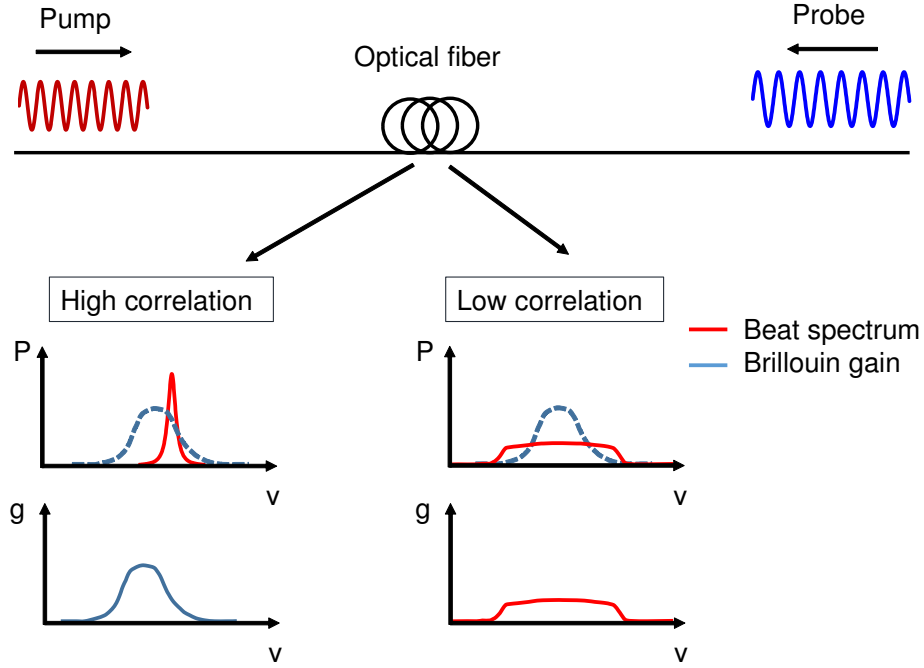 Pump
Probe
Optical fiber
High correlation
Low correlation
Beat spectrum
Brillouin gain
P
P
v
v
g
g
v
v